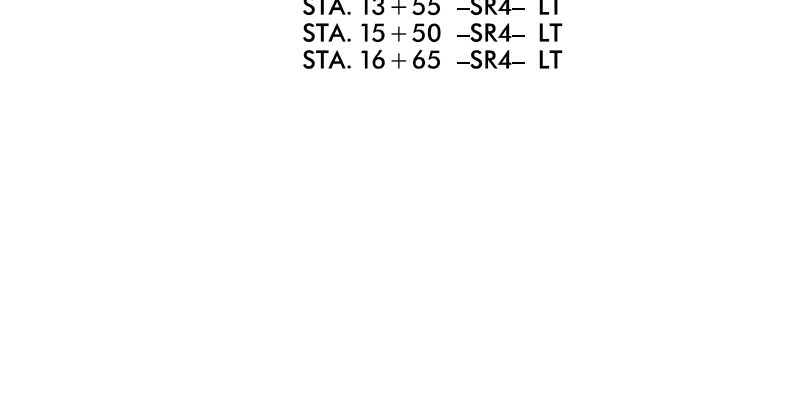 STA. 13+55 –SR4– LT
STA. 15+50 –SR4– LT
STA. 16+65 –SR4– LT